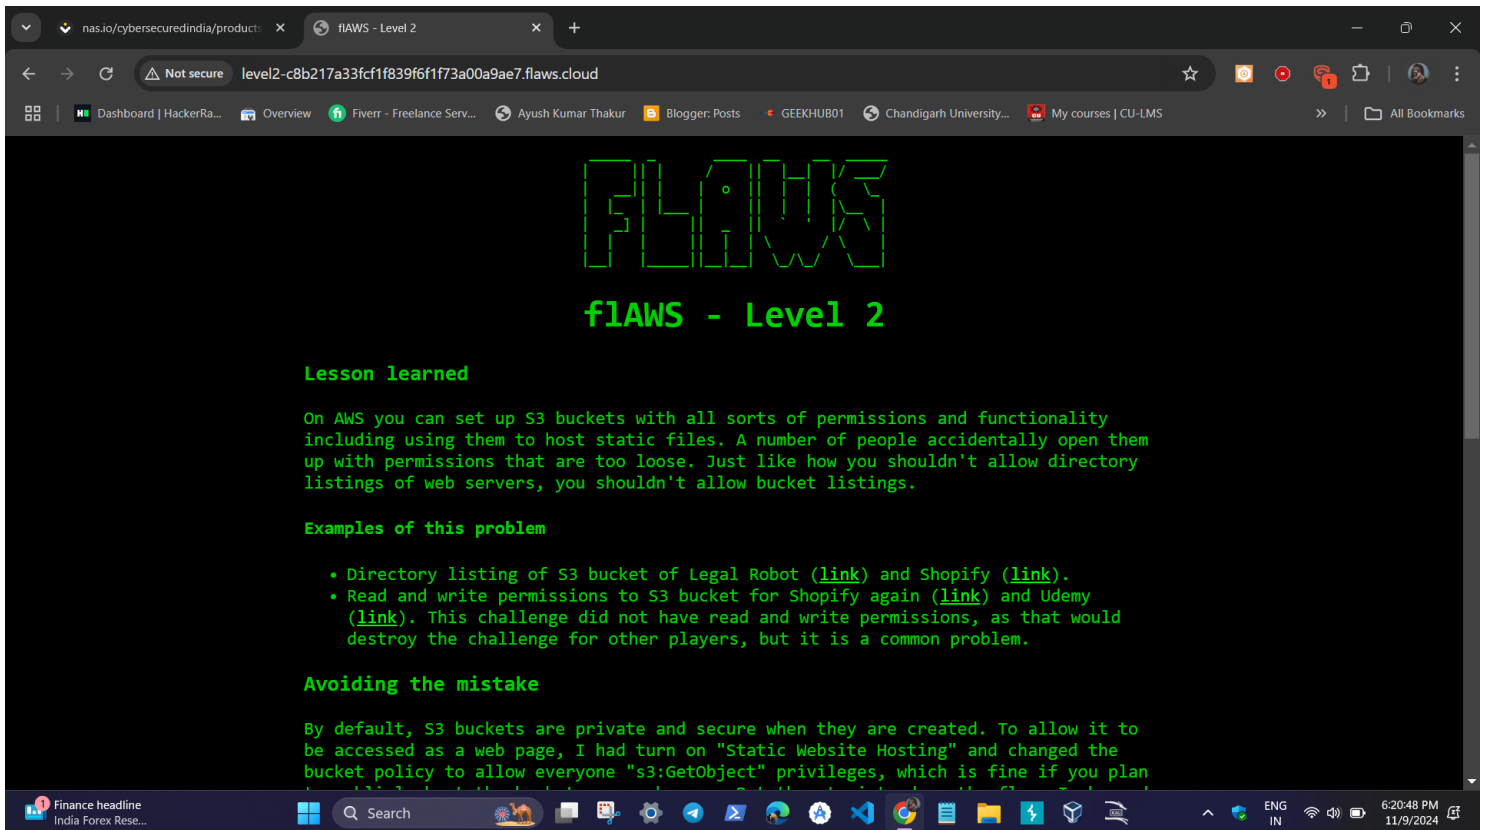 nas.io/cybersecuredindia/products
flAWS - Level 2
Not secure
level2-c8b217a33fcf1f839f6f1f73a00a9ae7.flaws.cloud
1
Dashboard | HackerRa...
Overview
Fiverr - Freelance Serv...
Ayush Kumar Thakur
Blogger: Posts
GEEKHUB01
Chandigarh University...
My courses | CU-LMS
All Bookmarks
FLAWS
flAWS - Level 2
Lesson learned
On AWS you can set up S3 buckets with all sorts of permissions and functionality
including using them to host static files. A number of people accidentally open them
up with permissions that are too loose. Just like how you shouldn't allow directory
listings of web servers, you shouldn't allow bucket listings.
Examples of this problem
• Directory listing of S3 bucket of Legal Robot (link) and Shopify (link).
• Read and write permissions to S3 bucket for Shopify again (link) and Udemy
(link). This challenge did not have read and write permissions, as that would
destroy the challenge for other players, but it is a common problem.
Avoiding the mistake
By default, S3 buckets are private and secure when they are created. To allow it to
be accessed as a web page, I had turn on "Static Website Hosting" and changed the
bucket policy to allow everyone "s3:GetObject" privileges, which is fine if you plan
1
Finance headline
India Forex Rese...
Search
ENG
IN
6:20:48 PM
11/9/2024